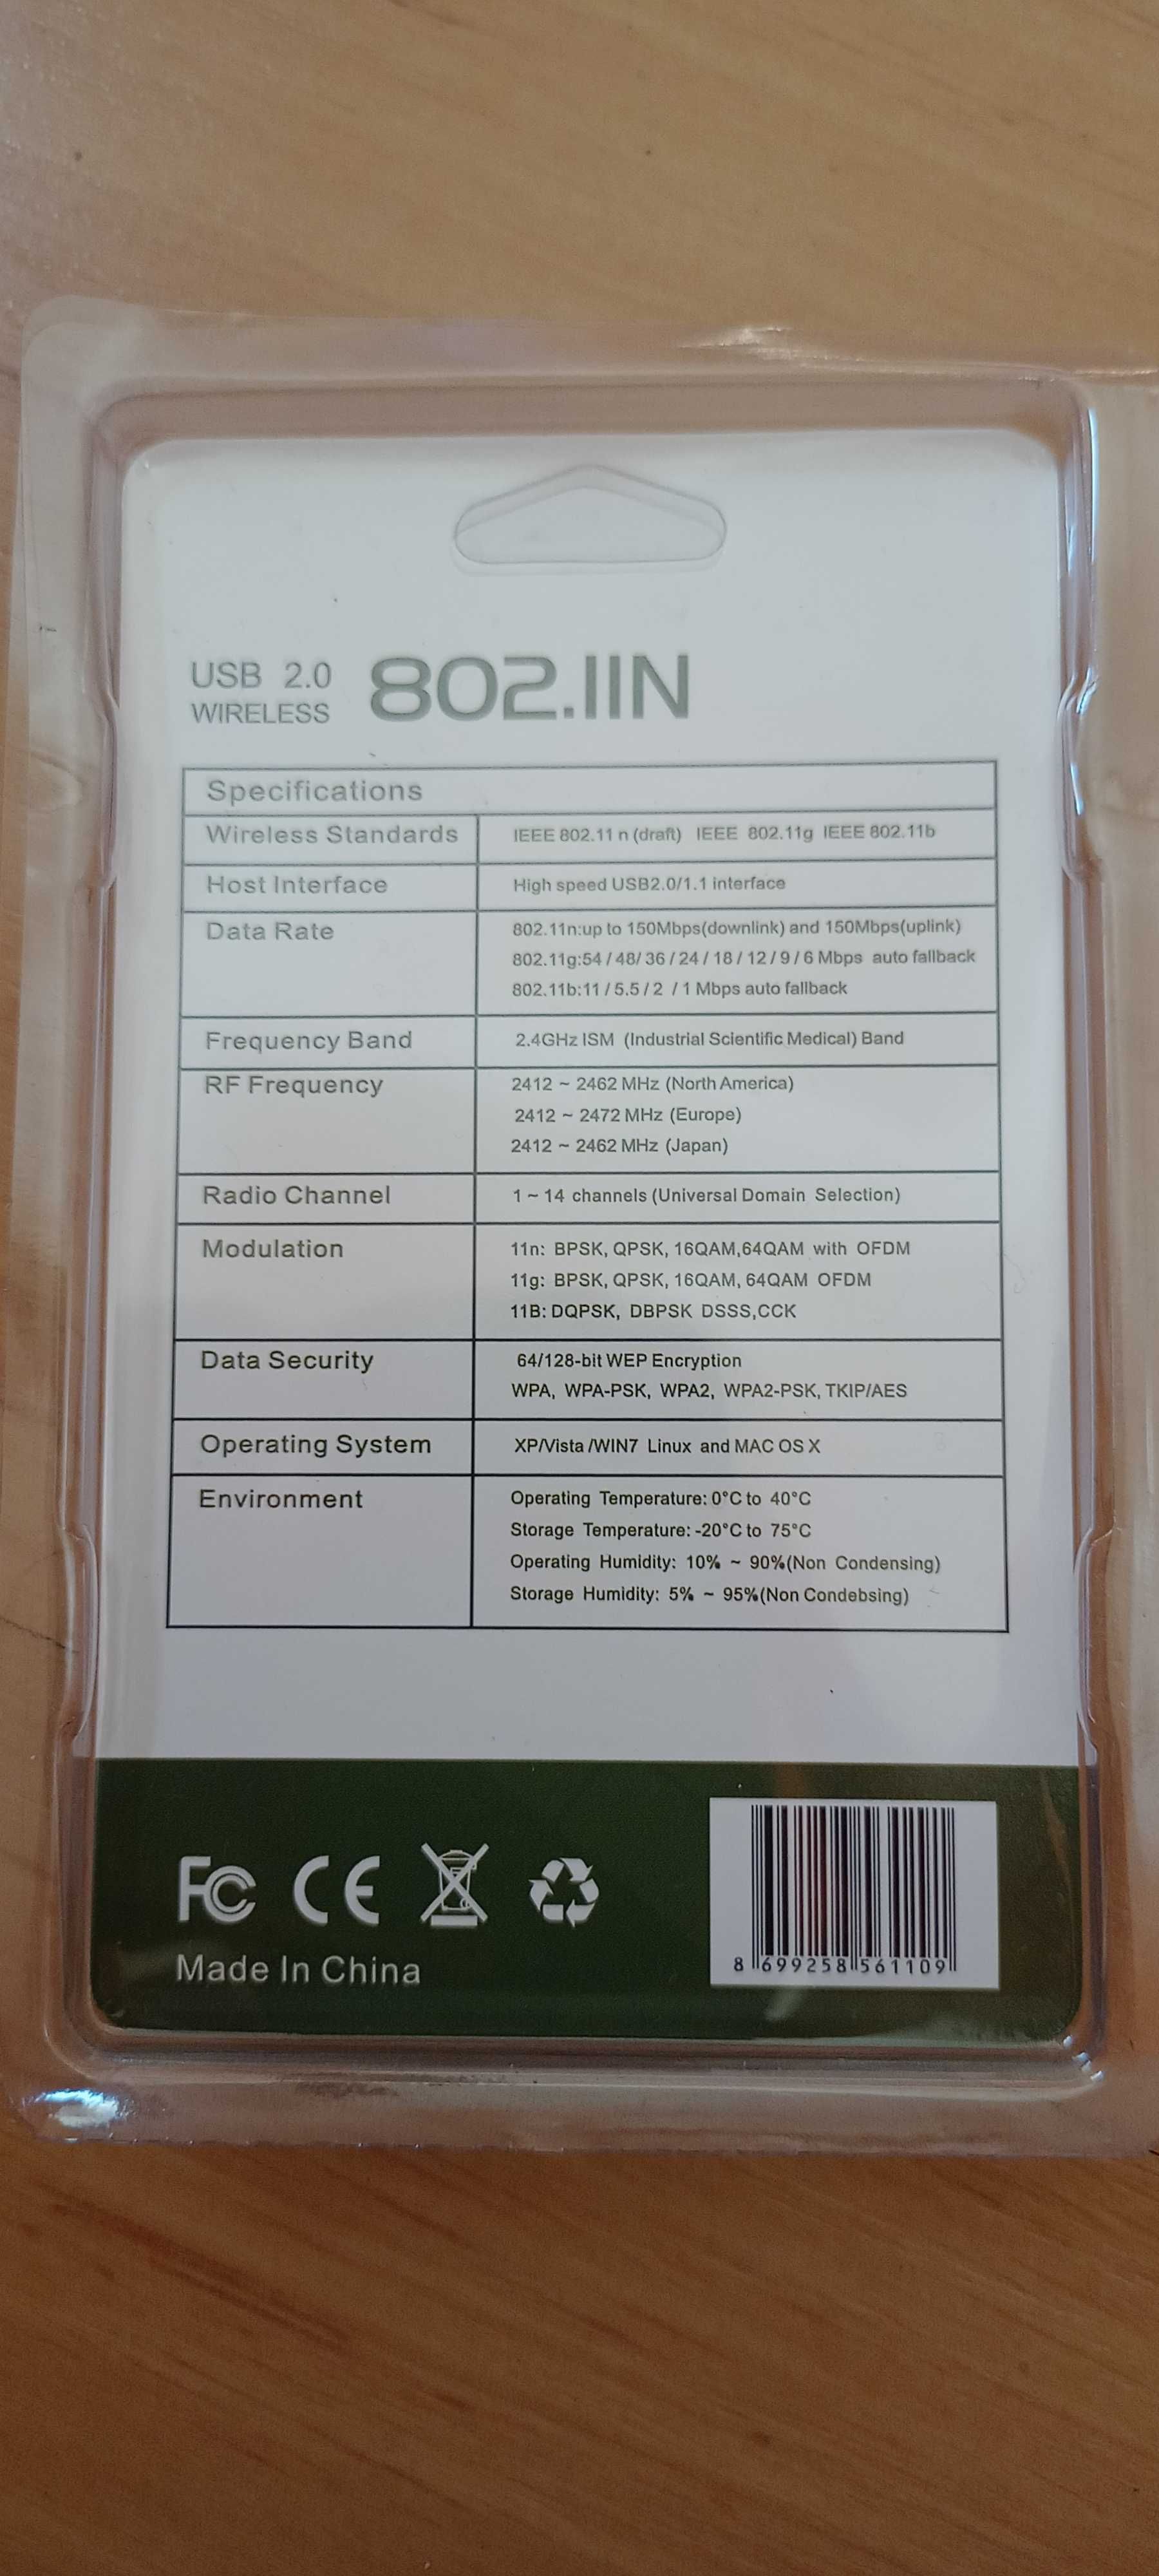 USB 2.0
WIRELESS
802.11N
Specifications
Wireless Standards IEEE 802.11 n (draft) IEEE 802.11g IEEE 802.11b
Host Interface High speed USB2.0/1.1 interface
Data Rate 802.11n:up to 150Mbps(downlink) and 150Mbps(uplink)
802.11g:54 / 48/ 36 / 24 / 18 / 12 / 9 / 6 Mbps auto fallback
802.11b:11 / 5.5 / 2 / 1 Mbps auto fallback
Frequency Band 2.4GHz ISM (Industrial Scientific Medical) Band
RF Frequency 2412 ~ 2462 MHz (North America)
2412 ~ 2472 MHz (Europe)
2412 ~ 2462 MHz (Japan)
Radio Channel 1 ~ 14 channels (Universal Domain Selection)
Modulation 11n: BPSK, QPSK, 16QAM,64QAM with OFDM
11g: BPSK, QPSK, 16QAM, 64QAM OFDM
11B: DQPSK, DBPSK DSSS,CCK
Data Security 64/128-bit WEP Encryption
WPA, WPA-PSK, WPA2, WPA2-PSK, TKIP/AES
Operating System XP/Vista /WIN7 Linux and MAC OS X
Environment Operating Temperature: 0°C to 40°C
Storage Temperature: -20°C to 75°C
Operating Humidity: 10% ~ 90%(Non Condensing)
Storage Humidity: 5% ~ 95%(Non Condebsing)
FC CE
Made In China
8 699258 561109